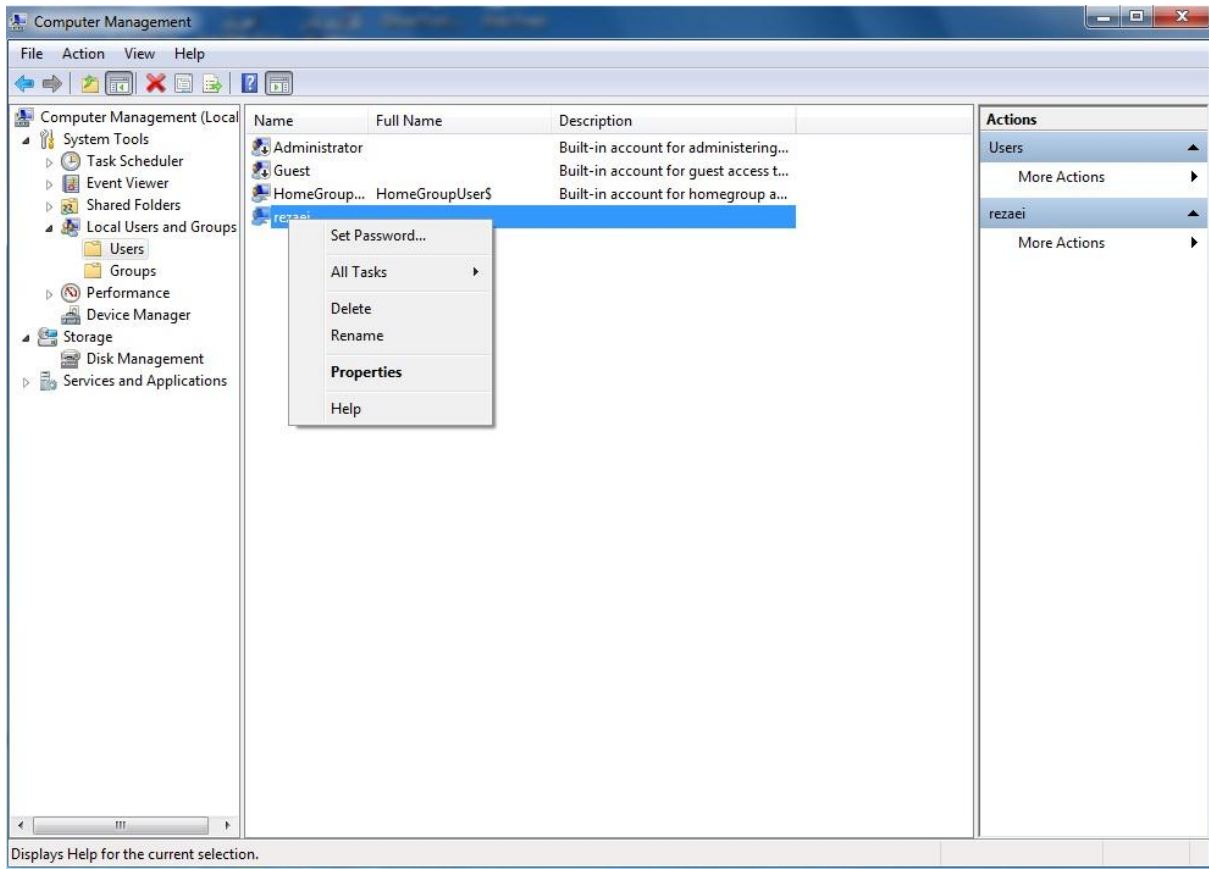 Computer Management
File Action View Help
Computer Management (Local
System Tools
Task Scheduler
Event Viewer
Shared Folders
Local Users and Groups
Users
Groups
Performance
Device Manager
Storage
Disk Management
Services and Applications
Name Full Name Description
Administrator Built-in account for administering...
Guest Built-in account for guest access t...
HomeGroup... HomeGroupUser$ Built-in account for homegroup a...
rezaei
Set Password...
All Tasks
Delete
Rename
Properties
Help
Actions
Users
More Actions
rezaei
More Actions
Displays Help for the current selection.